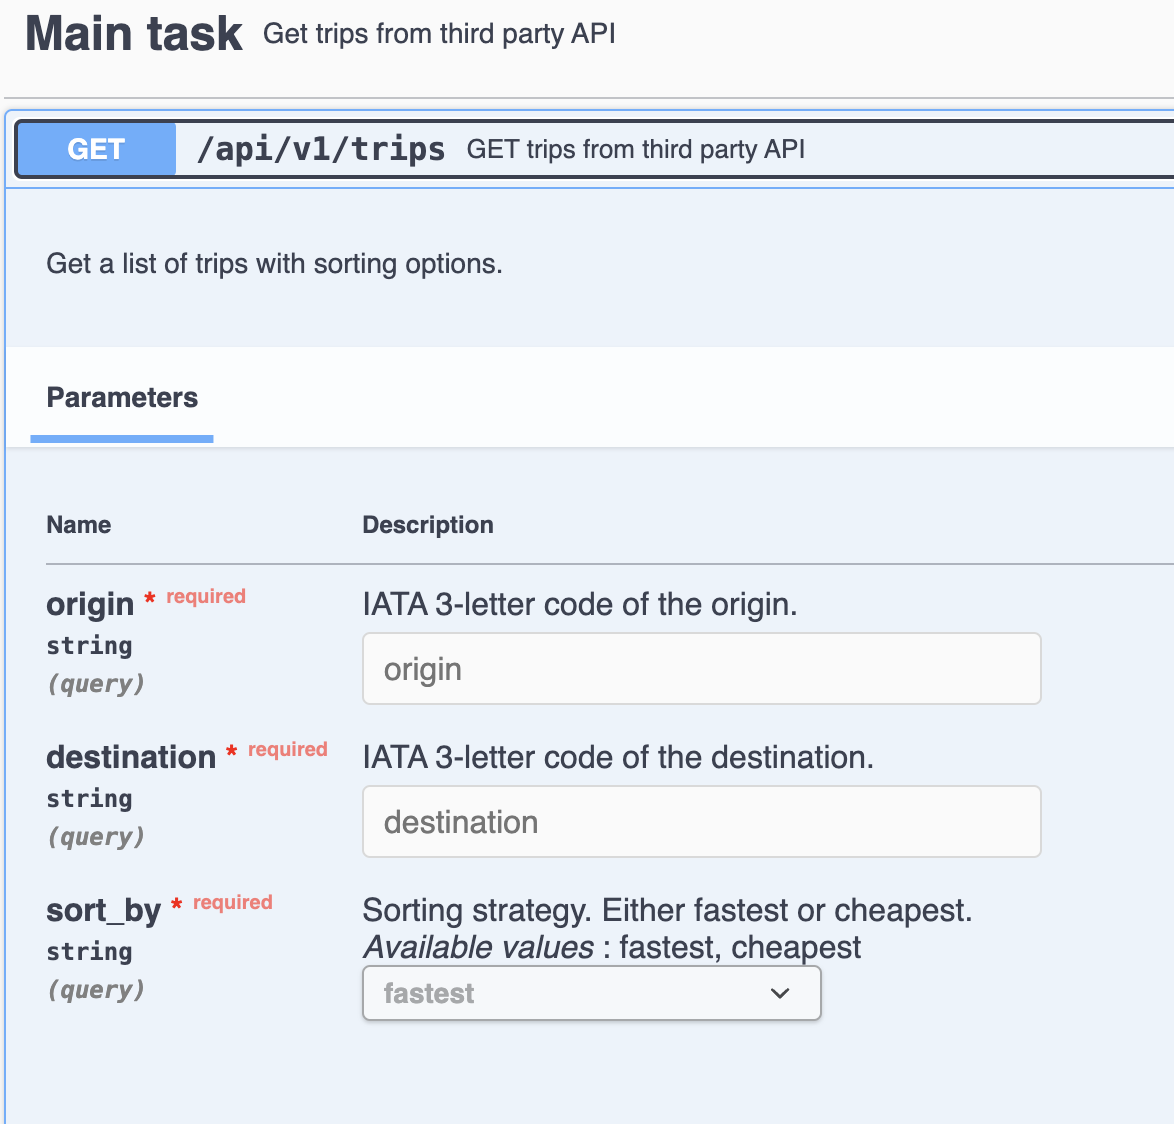 Main task Get trips from third party API
GET /api/v1/trips GET trips from third party API
Get a list of trips with sorting options.
Parameters
Name Description
origin * required IATA 3-letter code of the origin.
string
origin
(query)
destination * required IATA 3-letter code of the destination.
string
destination
(query)
sort_by * required Sorting strategy. Either fastest or cheapest.
string Available values : fastest, cheapest
(query) fastest